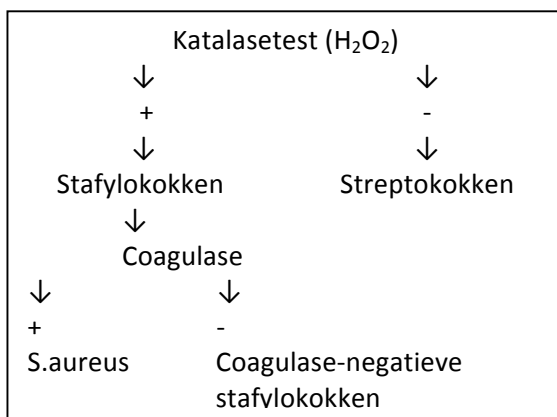 Katalasetest (H₂O₂)
↓ ↓
+ -
↓ ↓
Stafylokokken Streptokokken
↓
Coagulase
↓ ↓
+ -
S.aureus Coagulase-negatieve
stafylokokken